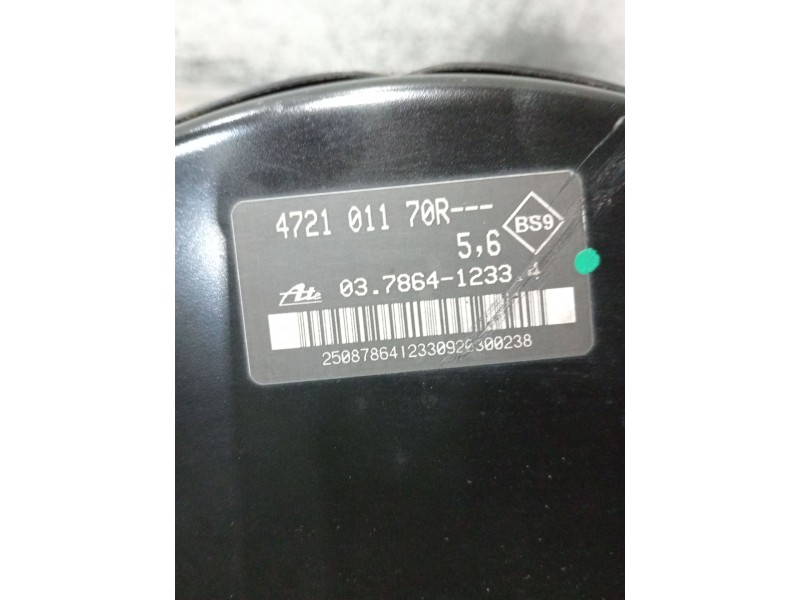 4721 011 70R---
BS9
5,6
Ate 03.7864-1233.4
2508786412330920300238